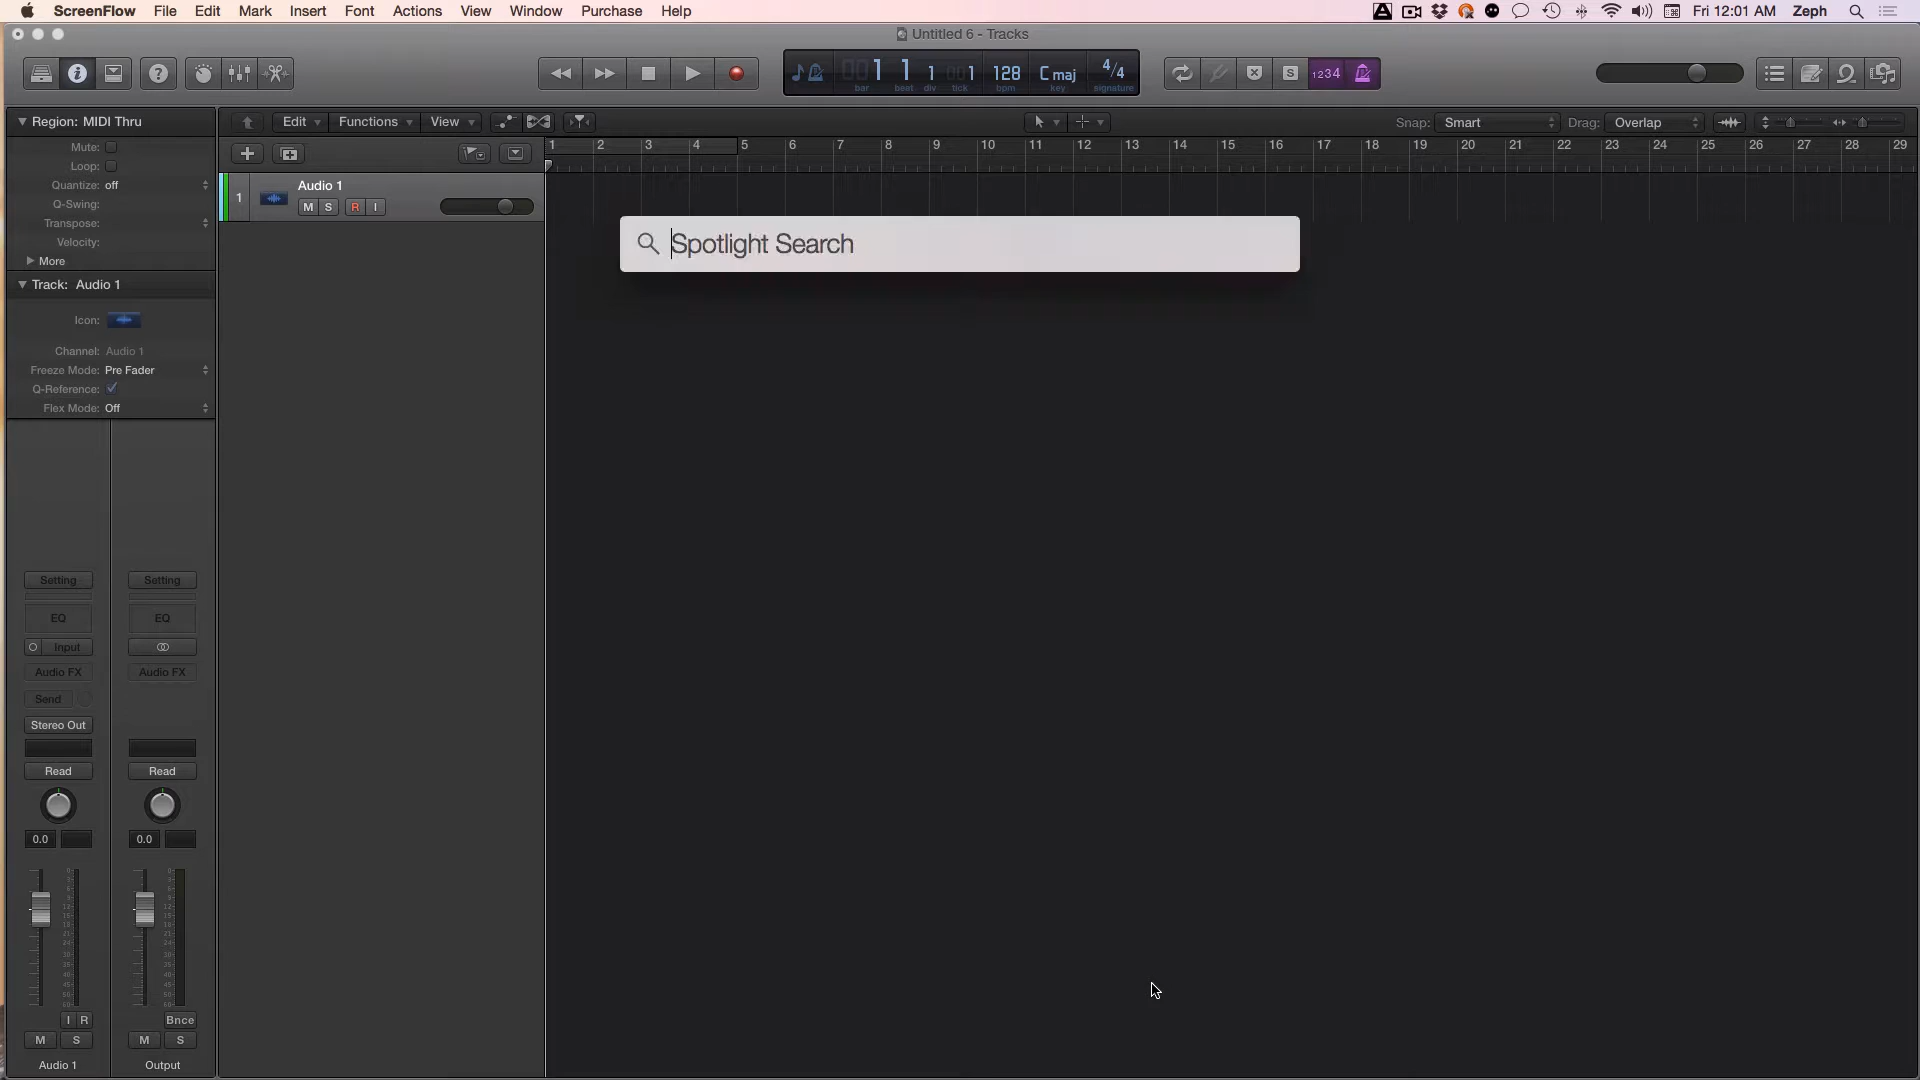 ScreenFlow File Edit Mark Insert Font Actions View Window Purchase Help Fri 12:01 AM Zeph
Untitled 6 - Tracks
1 1 1 1 128 C maj 4/4
bar beat div tick bpm key signature
S 1234
Region: MIDI Thru
Edit Functions View Snap: Smart Drag: Overlap
1 2 3 4 5 6 7 8 9 10 11 12 13 14 15 16 17 18 19 20 21 22 23 24 25 26 27 28 29
Mute:
Loop:
Quantize: off
Q-Swing:
Transpose:
Velocity:
More
1 Audio 1
M S R I
Spotlight Search
Track: Audio 1
Icon:
Channel: Audio 1
Freeze Mode: Pre Fader
Q-Reference:
Flex Mode: Off
Setting Setting
EQ EQ
Input
Audio FX Audio FX
Send
Stereo Out
Read Read
0.0 0.0
I R Bnce
M S M S
Audio 1 Output